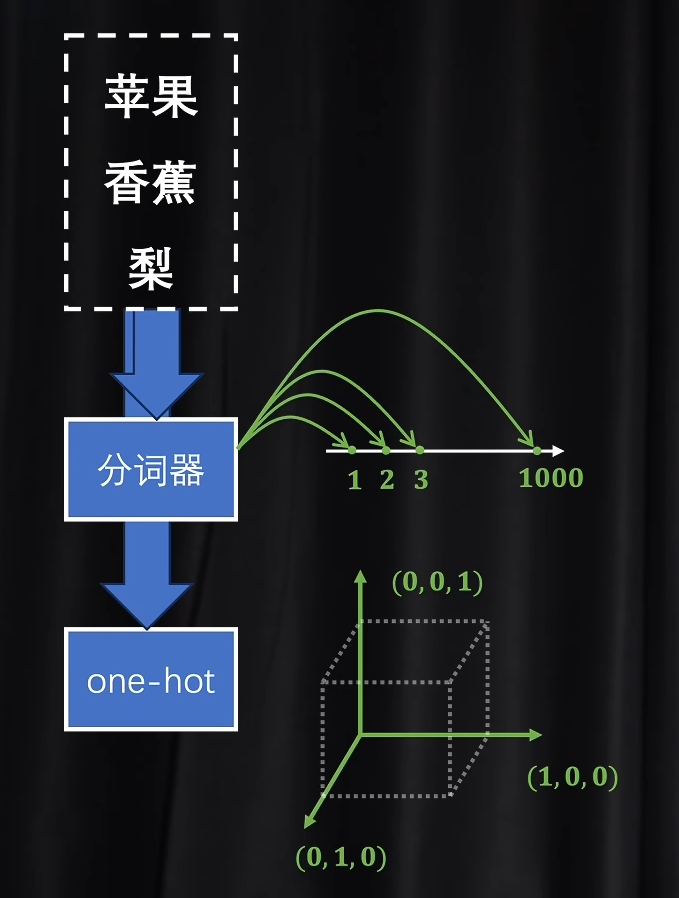 苹果
香蕉
梨
分词器
1 2 3 1000
one-hot
(0, 0, 1)
(1, 0, 0)
(0, 1, 0)